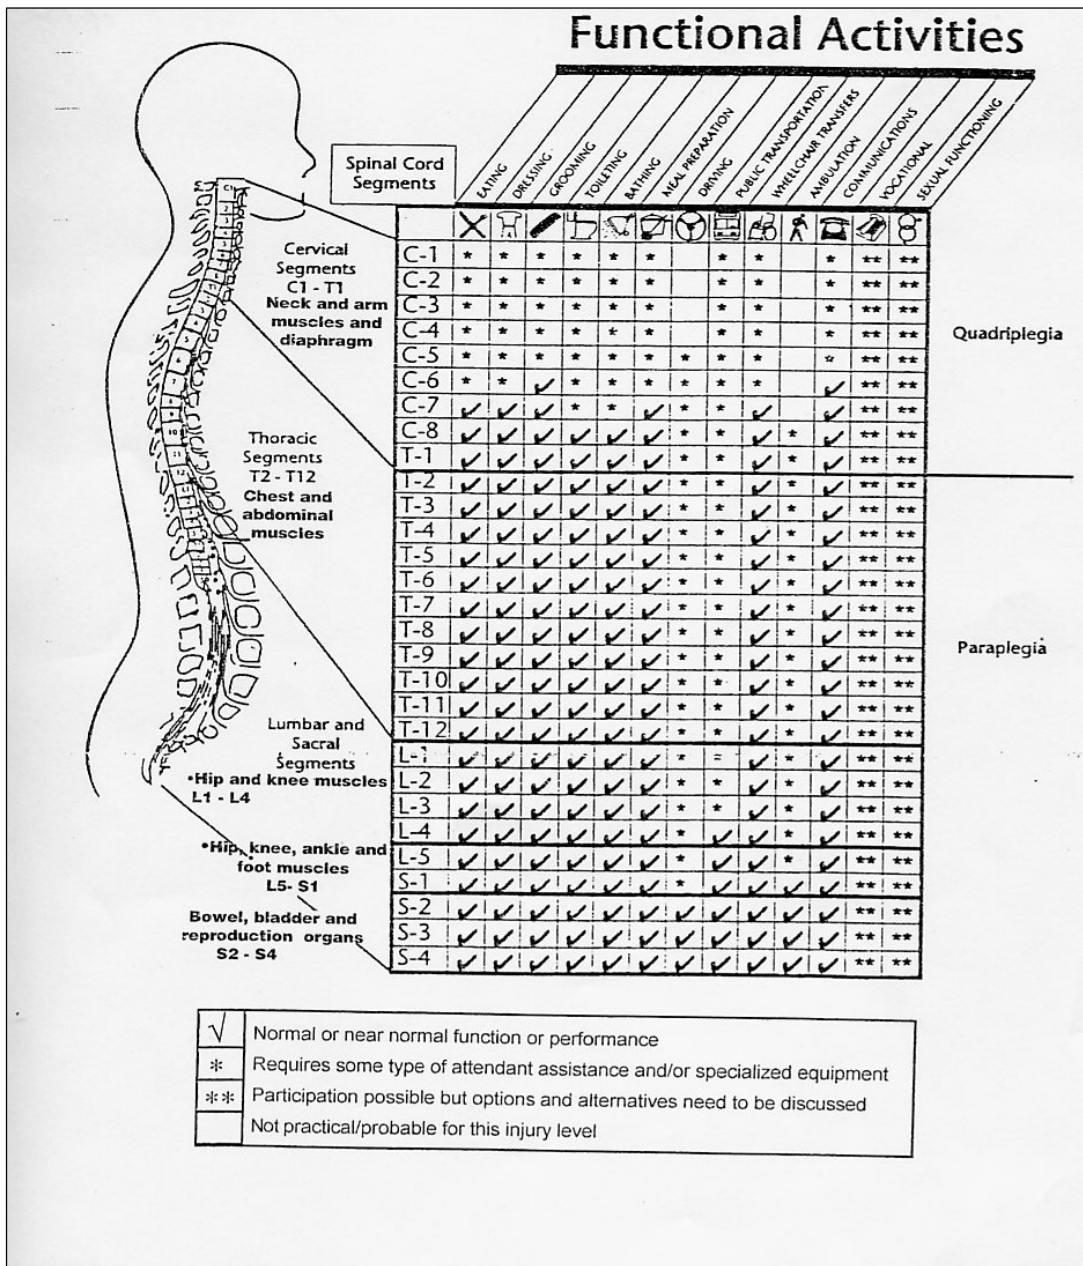 Functional Activities
EATING
DRESSING
GROOMING
TOILETING
BATHING
MEAL PREPARATION
DRIVING
PUBLIC TRANSPORTATION
WHEELCHAIR TRANSFERS
AMBULATION
COMMUNICATIONS
VOCATIONAL
SEXUAL FUNCTIONING
Spinal Cord
Segments
Cervical
Segments
C1 - T1
Neck and arm
muscles and
diaphragm
Thoracic
Segments
T2 - T12
Chest and
abdominal
muscles
Lumbar and
Sacral
Segments
•Hip and knee muscles
L1 - L4
•Hip, knee, ankle and
foot muscles
L5- S1
Bowel, bladder and
reproduction organs
S2 - S4
C-1 * * * * * * * * * ** **
C-2 * * * * * * * * * ** **
C-3 * * * * * * * * * ** **
C-4 * * * * * * * * * ** **
C-5 * * * * * * * * * * ** **
C-6 * * ✓ * * * * * * ✓ ** **
C-7 ✓ ✓ ✓ * * ✓ * * ✓ ✓ ** **
C-8 ✓ ✓ ✓ ✓ ✓ ✓ * * ✓ * ✓ ** **
T-1 ✓ ✓ ✓ ✓ ✓ ✓ * * ✓ * ✓ ** **
T-2 ✓ ✓ ✓ ✓ ✓ ✓ * * ✓ * ✓ ** **
T-3 ✓ ✓ ✓ ✓ ✓ ✓ * * ✓ * ✓ ** **
T-4 ✓ ✓ ✓ ✓ ✓ ✓ * * ✓ * ✓ ** **
T-5 ✓ ✓ ✓ ✓ ✓ ✓ * * ✓ * ✓ ** **
T-6 ✓ ✓ ✓ ✓ ✓ ✓ * * ✓ * ✓ ** **
T-7 ✓ ✓ ✓ ✓ ✓ ✓ * * ✓ * ✓ ** **
T-8 ✓ ✓ ✓ ✓ ✓ ✓ * * ✓ * ✓ ** **
T-9 ✓ ✓ ✓ ✓ ✓ ✓ * * ✓ * ✓ ** **
T-10 ✓ ✓ ✓ ✓ ✓ ✓ * * ✓ * ✓ ** **
T-11 ✓ ✓ ✓ ✓ ✓ ✓ * * ✓ * ✓ ** **
T-12 ✓ ✓ ✓ ✓ ✓ ✓ * * ✓ * ✓ ** **
L-1 ✓ ✓ ✓ ✓ ✓ ✓ * ✓ * ✓ ** **
L-2 ✓ ✓ ✓ ✓ ✓ ✓ * * ✓ * ✓ ** **
L-3 ✓ ✓ ✓ ✓ ✓ ✓ * * ✓ * ✓ ** **
L-4 ✓ ✓ ✓ ✓ ✓ ✓ * ✓ ✓ * ✓ ** **
L-5 ✓ ✓ ✓ ✓ ✓ ✓ * ✓ ✓ * ✓ ** **
S-1 ✓ ✓ ✓ ✓ ✓ ✓ * ✓ ✓ ✓ ✓ ** **
S-2 ✓ ✓ ✓ ✓ ✓ ✓ ✓ ✓ ✓ ✓ ✓ ** **
S-3 ✓ ✓ ✓ ✓ ✓ ✓ ✓ ✓ ✓ ✓ ✓ ** **
S-4 ✓ ✓ ✓ ✓ ✓ ✓ ✓ ✓ ✓ ✓ ✓ ** **
Quadriplegia
Paraplegia
√ Normal or near normal function or performance
* Requires some type of attendant assistance and/or specialized equipment
** Participation possible but options and alternatives need to be discussed
Not practical/probable for this injury level